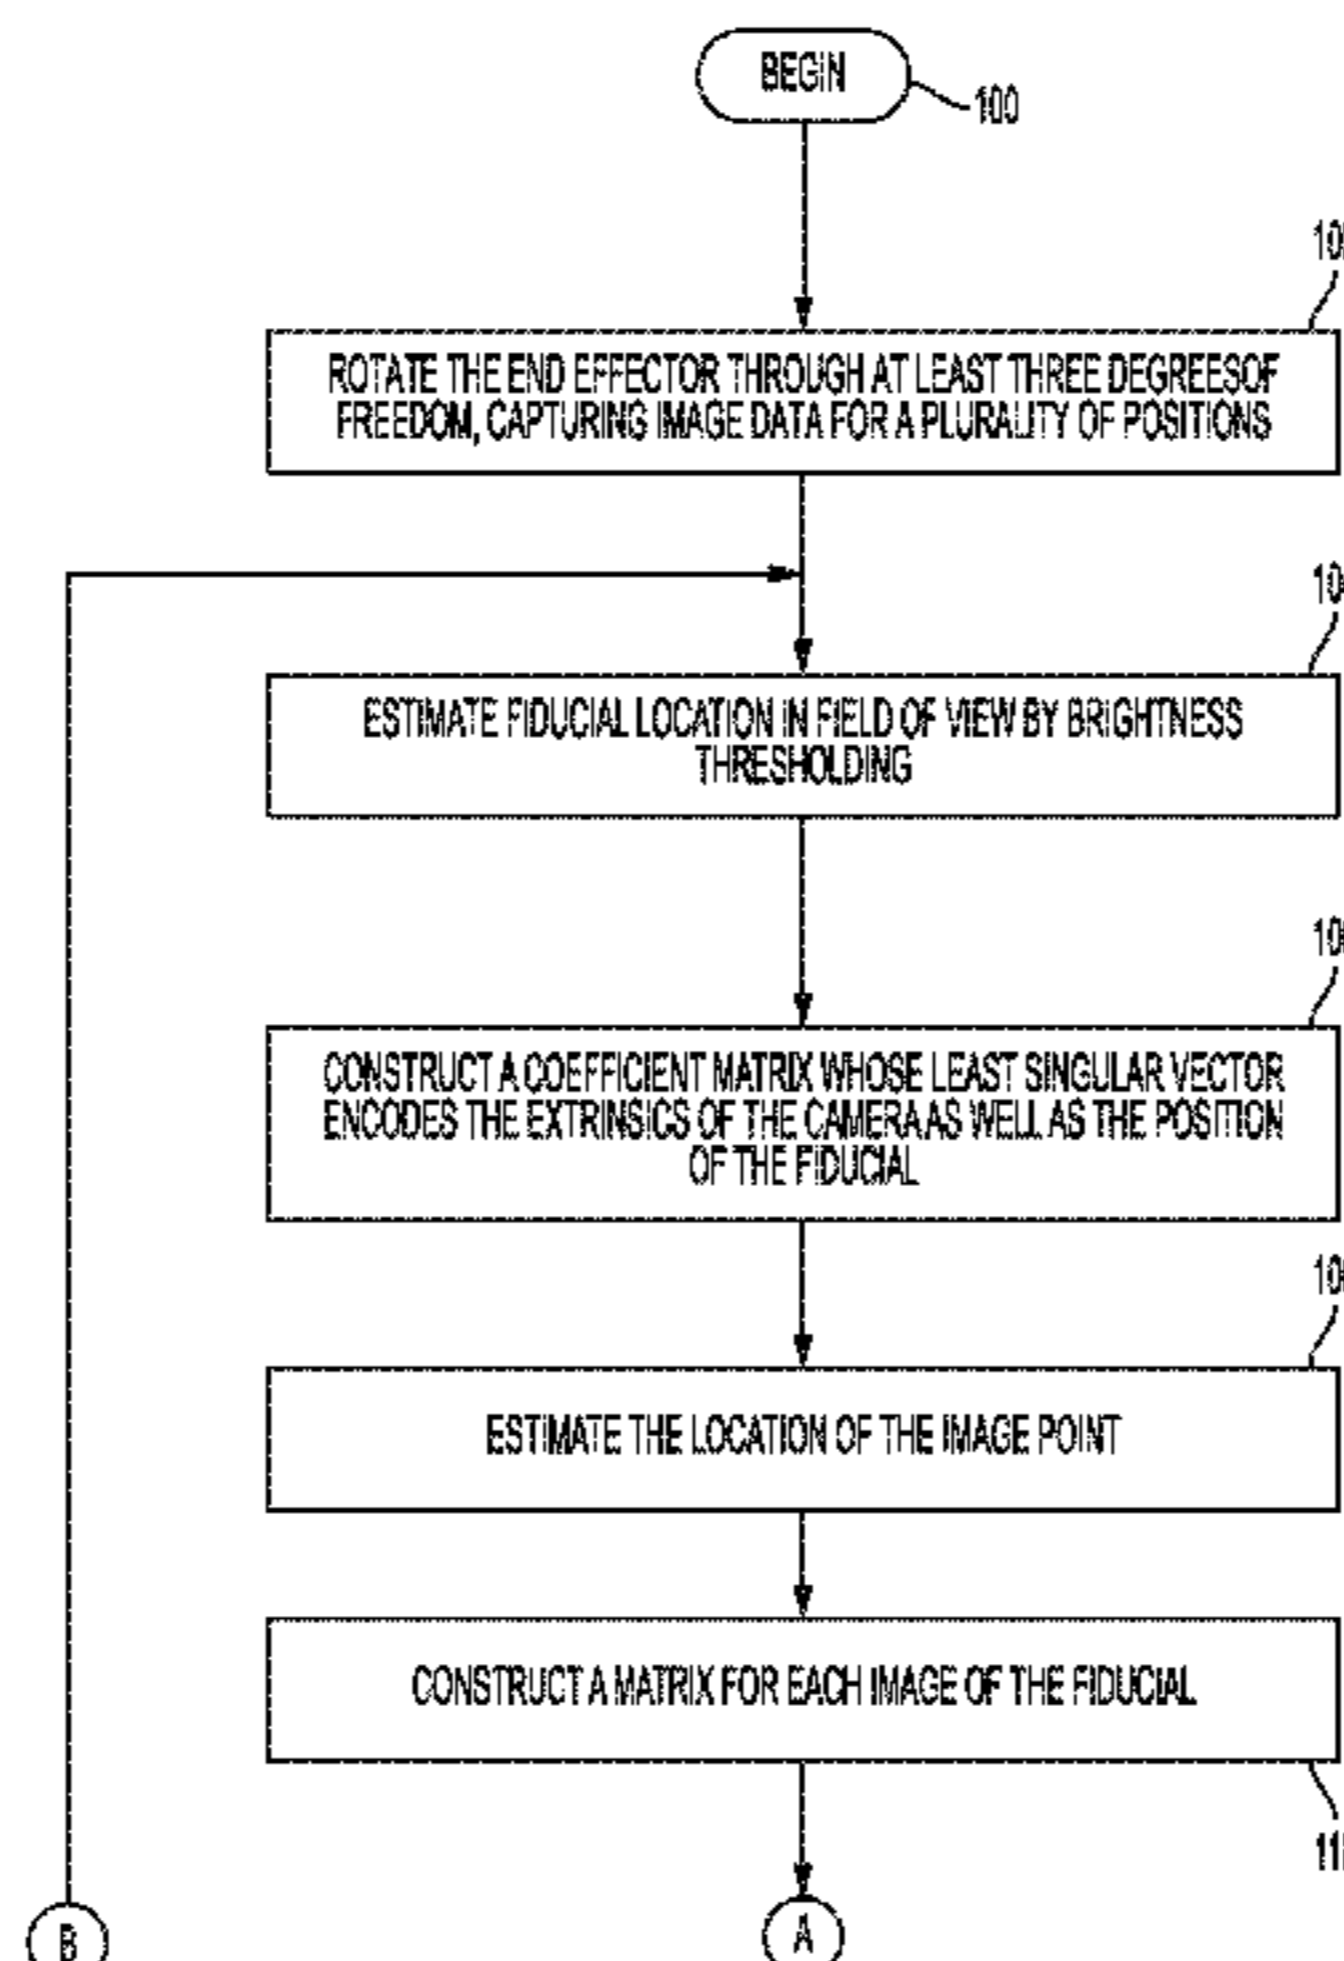 BEGIN
100
ROTATE THE END EFFECTOR THROUGH AT LEAST THREE DEGREESOF
FREEDOM, CAPTURING IMAGE DATA FOR A PLURALITY OF POSITIONS
ESTIMATE FIDUCIAL LOCATION IN FIELD OF VIEW BY BRIGHTNESS
THRESHOLDING
CONSTRUCT A COEFFICIENT MATRIX WHOSE LEAST SINGULAR VECTOR
ENCODES THE EXTRINSICS OF THE CAMERA AS WELL AS THE POSITION
OF THE FIDUCIAL
ESTIMATE THE LOCATION OF THE IMAGE POINT
CONSTRUCT A MATRIX FOR EACH IMAGE OF THE FIDUCIAL
B
A